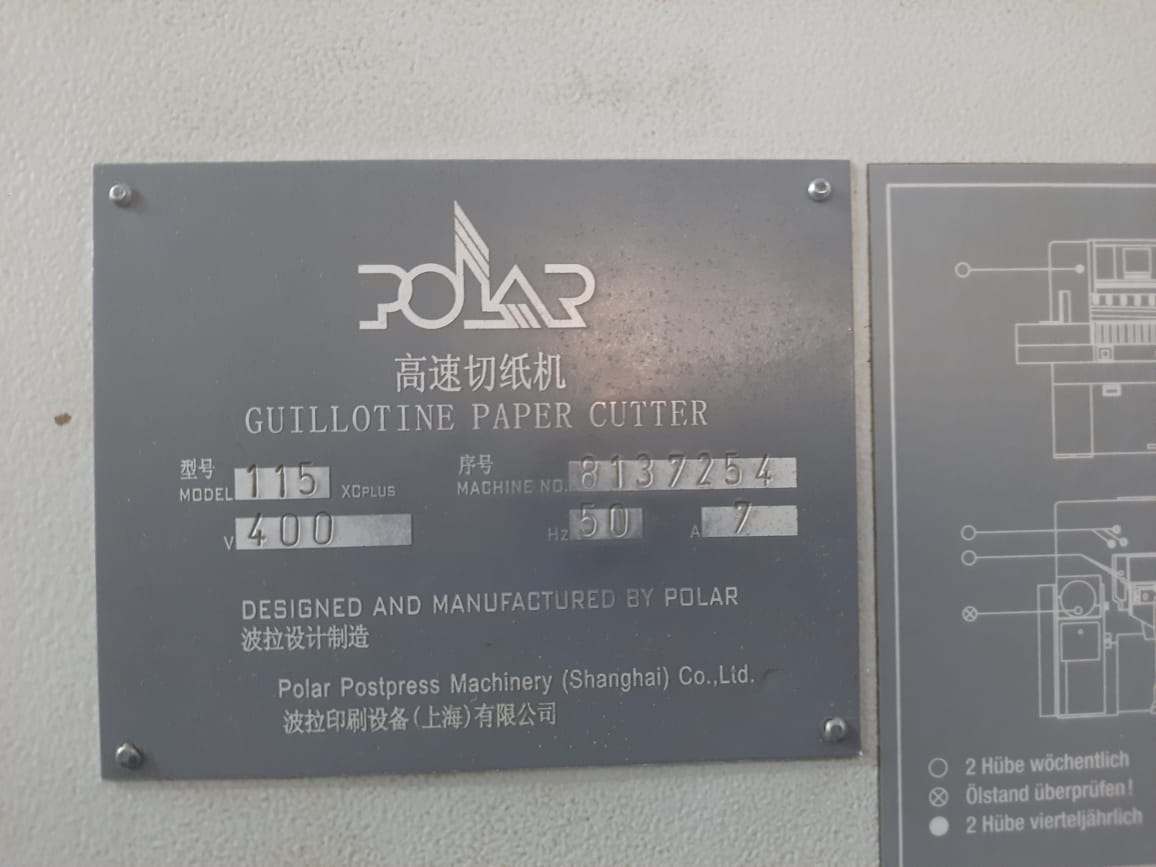 POLAR
高速切纸机
GUILLOTINE PAPER CUTTER
型号 序号
MODEL 115 XCPLUS MACHINE NO. 8137254
V 400 Hz 50 A 7
DESIGNED AND MANUFACTURED BY POLAR
波拉设计制造
Polar Postpress Machinery (Shanghai) Co.,Ltd.
波拉印刷设备(上海)有限公司
2 Hübe wöchentlich
Ölstand überprüfen!
2 Hübe vierteljährlich